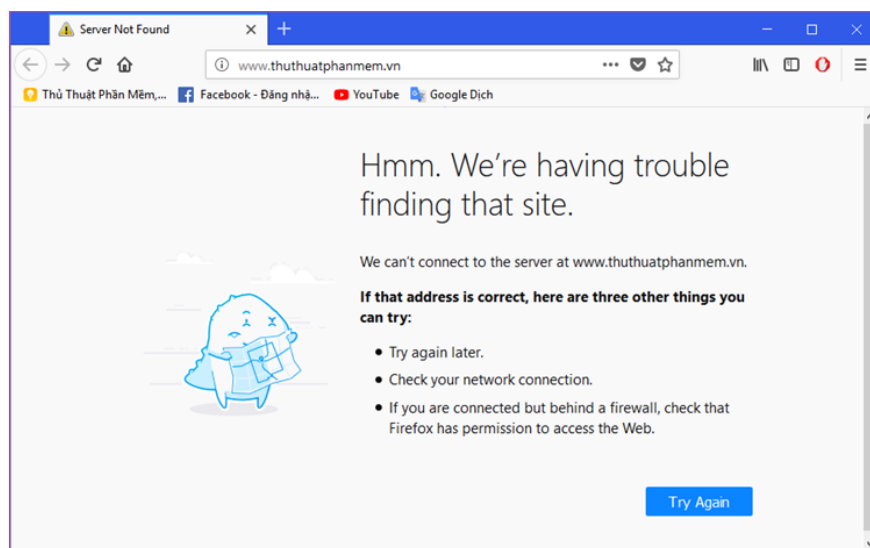 Server Not Found
www.thuthuatphanmem.vn
Thủ Thuật Phần Mềm,...
Facebook - Đăng nhậ...
YouTube
Google Dịch
Hmm. We're having trouble
finding that site.
We can't connect to the server at www.thuthuatphanmem.vn.
If that address is correct, here are three other things you
can try:
Try again later.
Check your network connection.
If you are connected but behind a firewall, check that
Firefox has permission to access the Web.
Try Again